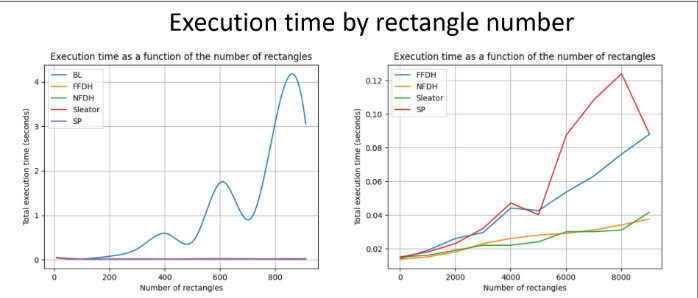 Execution time by rectangle number
Execution time as a function of the number of rectangles
Total execution time (seconds)
4
3
2
1
0
BL
FFDH
NFDH
Sleator
SP
0 200 400 600 800
Number of rectangles
Execution time as a function of the number of rectangles
Total execution time (seconds)
0.12
0.10
0.08
0.06
0.04
0.02
FFDH
NFDH
Sleator
SP
0 2000 4000 6000 8000
Number of rectangles